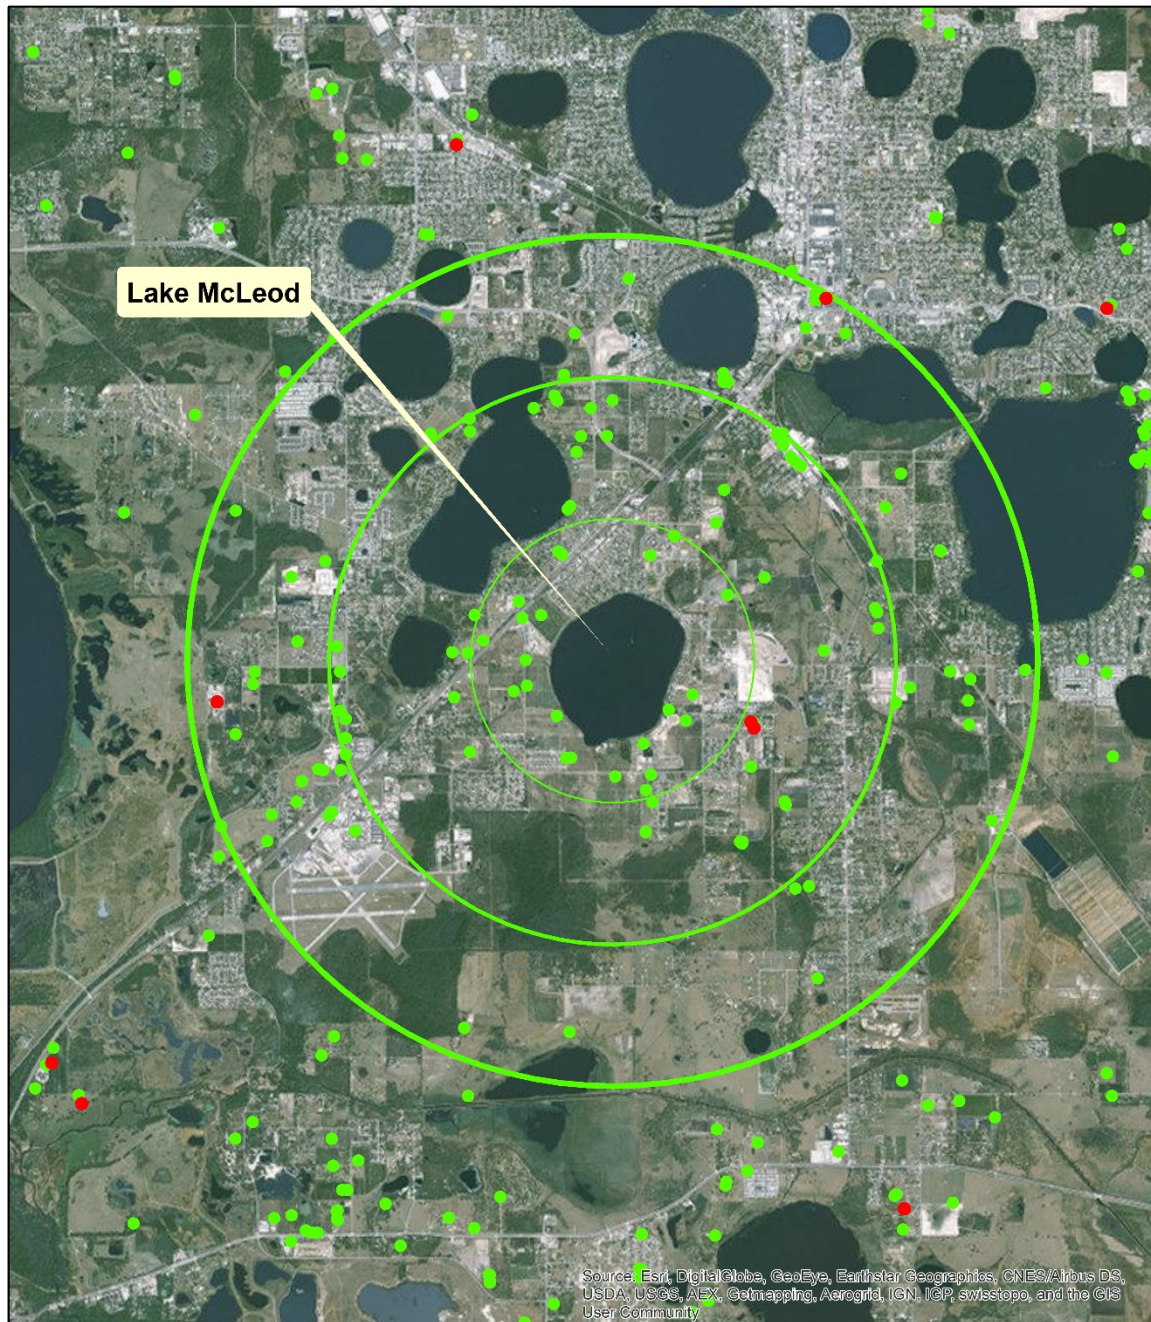 Lake McLeod
Source: Esri, DigitalGlobe, GeoEye, Earthstar Geographics, CNES/Airbus DS,
USDA, USGS, AEX, Getmapping, Aerogrid, IGN, IGP, swisstopo, and the GIS
User Community